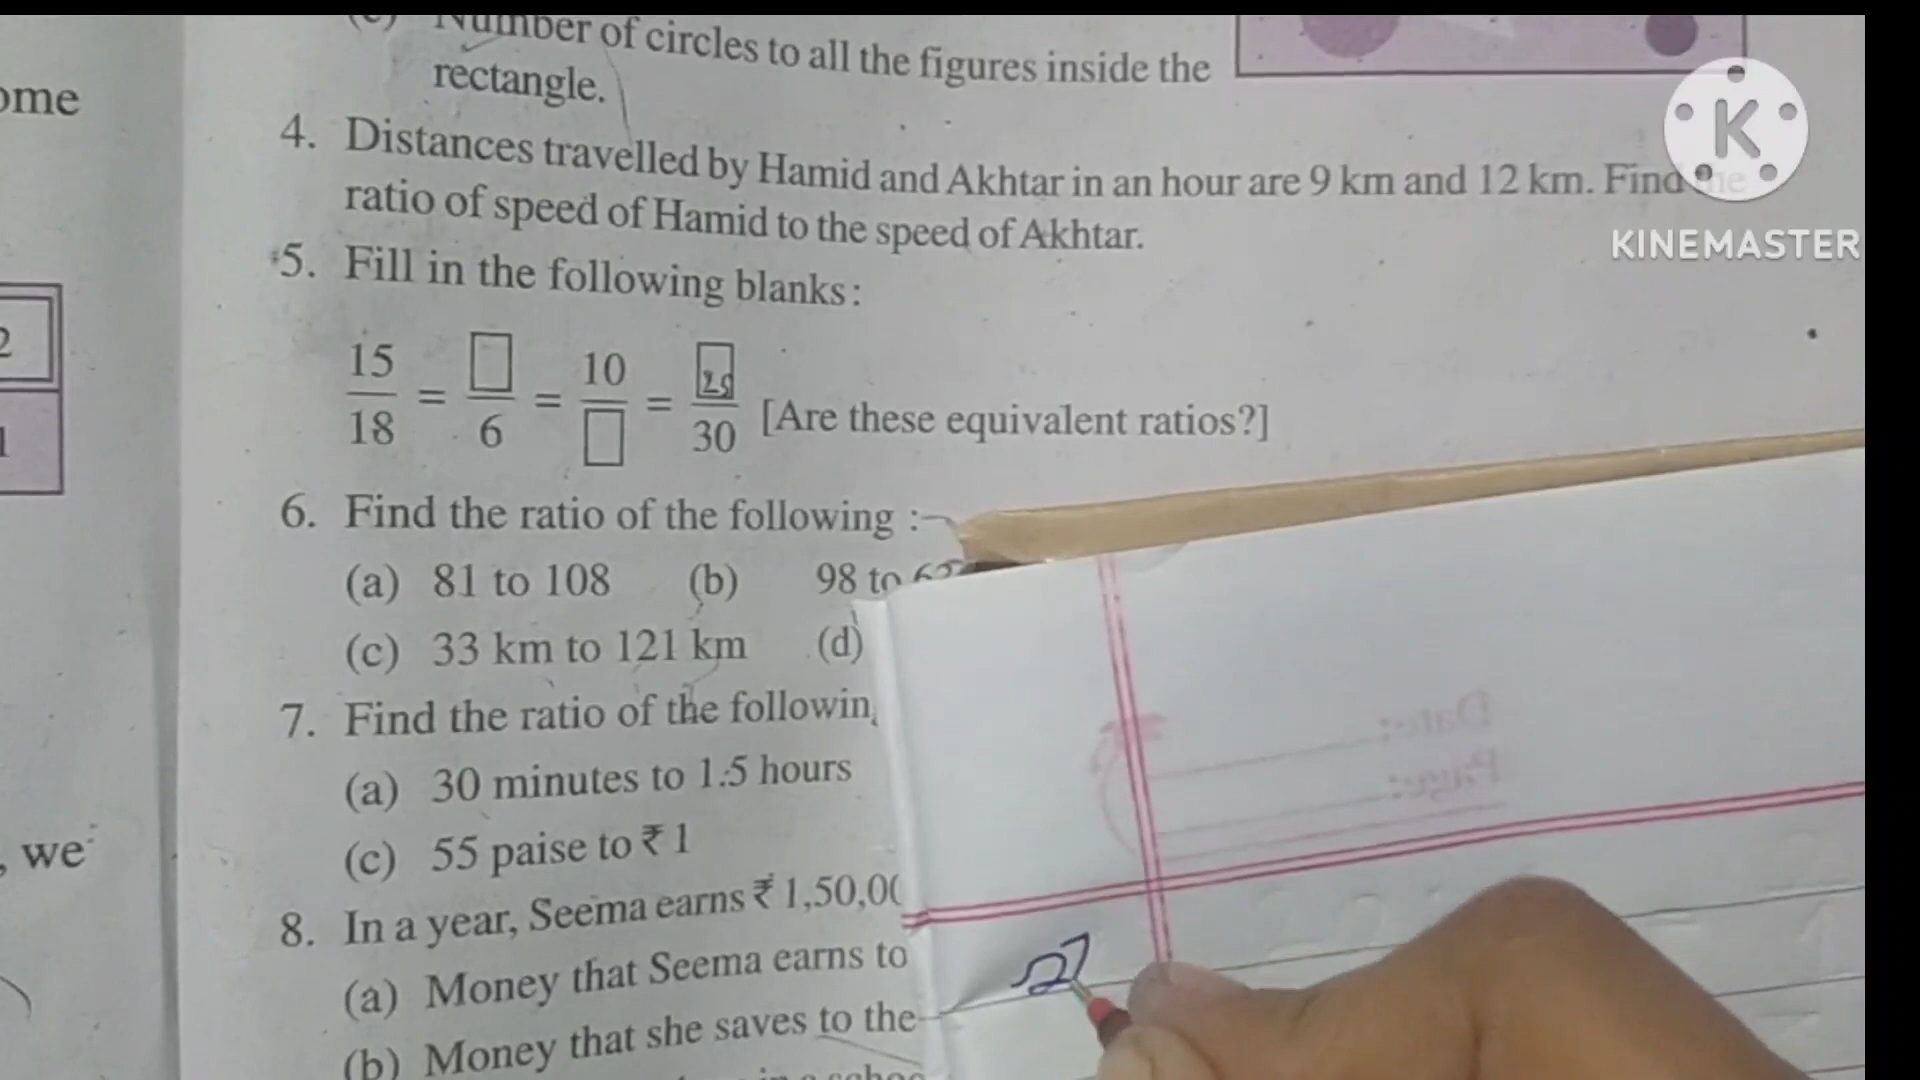 Number of circles to all the figures inside the
rectangle.
4. Distances travelled by Hamid and Akhtar in an hour are 9 km and 12 km. Find
ratio of speed of Hamid to the speed of Akhtar.
5. Fill in the following blanks:
15/18 = □/6 = 10/□ = 25/30 [Are these equivalent ratios?]
6. Find the ratio of the following :
(a) 81 to 108 (b) 98 to
(c) 33 km to 121 km (d)
7. Find the ratio of the
(a) 30 minutes to 1.5 hours
(c) 55 paise to ₹ 1
8. In a year, Seema earns ₹
(a) Money that Seema earns to
(b) Money that she saves to the
, we
2
1
K
KINEMASTER
Date:
Page: